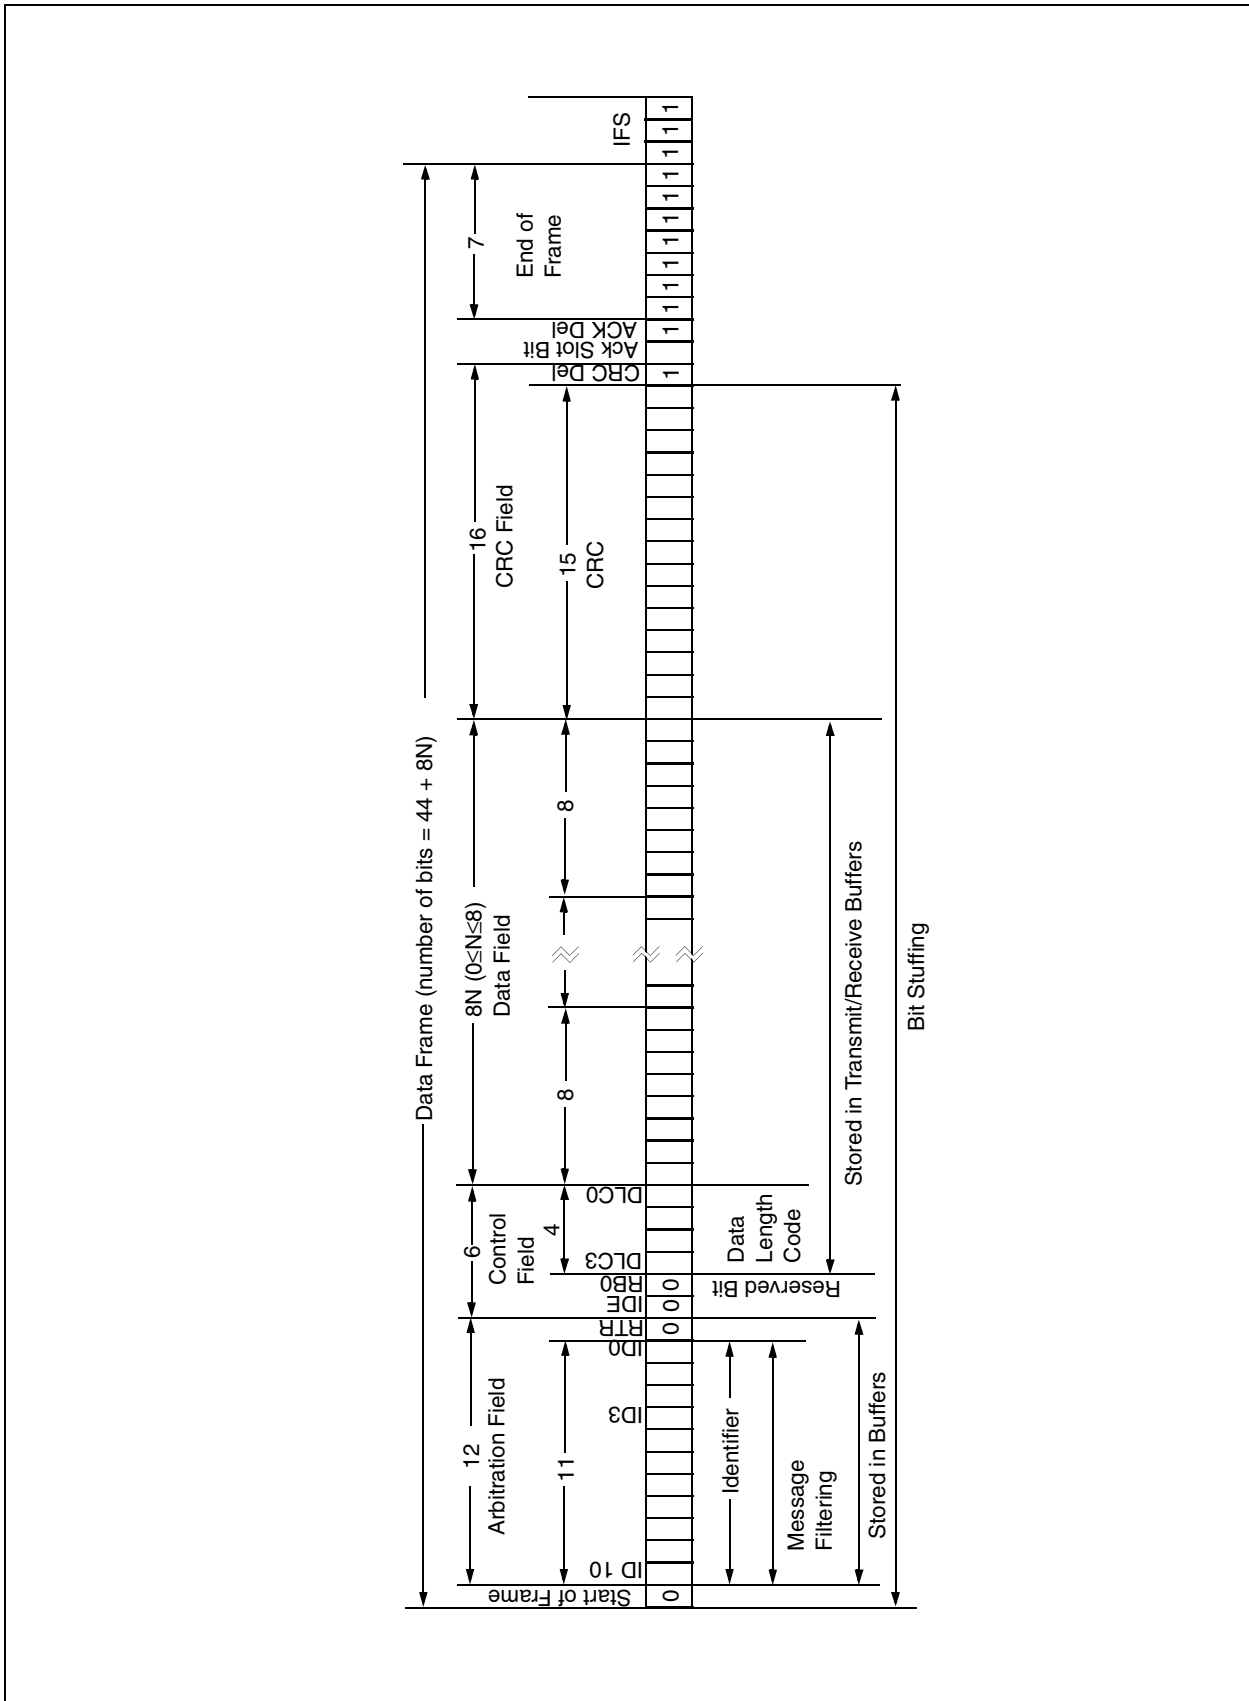 Data Frame (number of bits = 44 + 8N)
12
Arbitration Field
6
Control
Field
8N (0≤N≤8)
Data Field
16
CRC Field
7
End of
Frame
IFS
11
4
8
8
15
CRC
Start of Frame
ID 10
ID3
ID0
RTR
IDE
RB0
DLC3
DLC0
CRC Del
Ack Slot Bit
ACK Del
0
0
0
0
1
1
1
1
1
1
1
1
1
1
1
1
Identifier
Message
Filtering
Stored in Buffers
Reserved Bit
Data
Length
Code
Stored in Transmit/Receive Buffers
Bit Stuffing